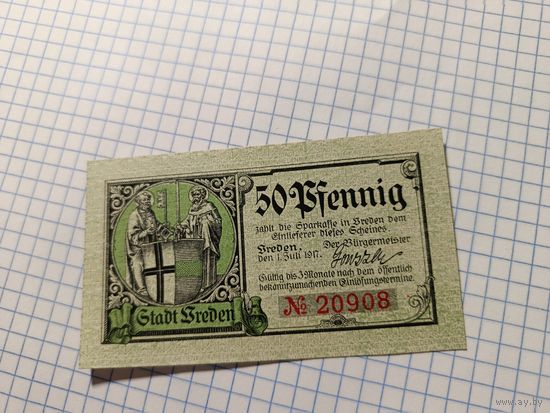 50 Pfennig
zahlt die Sparkasse in Vreden dem
Einlieferer dieses Scheines.
Vreden, Der Bürgermeister
den 1. Juli 1917.
Gültig bis 3 Monate nach dem öffentlich
bekanntzumachenden Einlösungstermine.
№ 20908
Stadt Vreden
www.ay.by